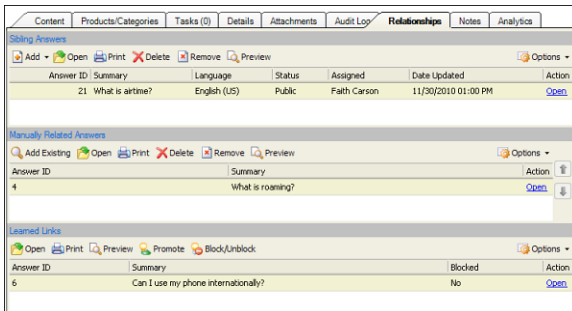 Content Products/Categories Tasks (0) Details Attachments Audit Log Relationships Notes Analytics
Sibling Answers
Add Open Print Delete Remove Preview Options
Answer ID Summary Language Status Assigned Date Updated Action
21 What is airtime? English (US) Public Faith Carson 11/30/2010 01:00 PM Open
Manually Related Answers
Add Existing Open Print Delete Remove Preview Options
Answer ID Summary Action
4 What is roaming? Open
Learned Links
Open Print Preview Promote Block/Unblock Options
Answer ID Summary Blocked Action
6 Can I use my phone internationally? No Open